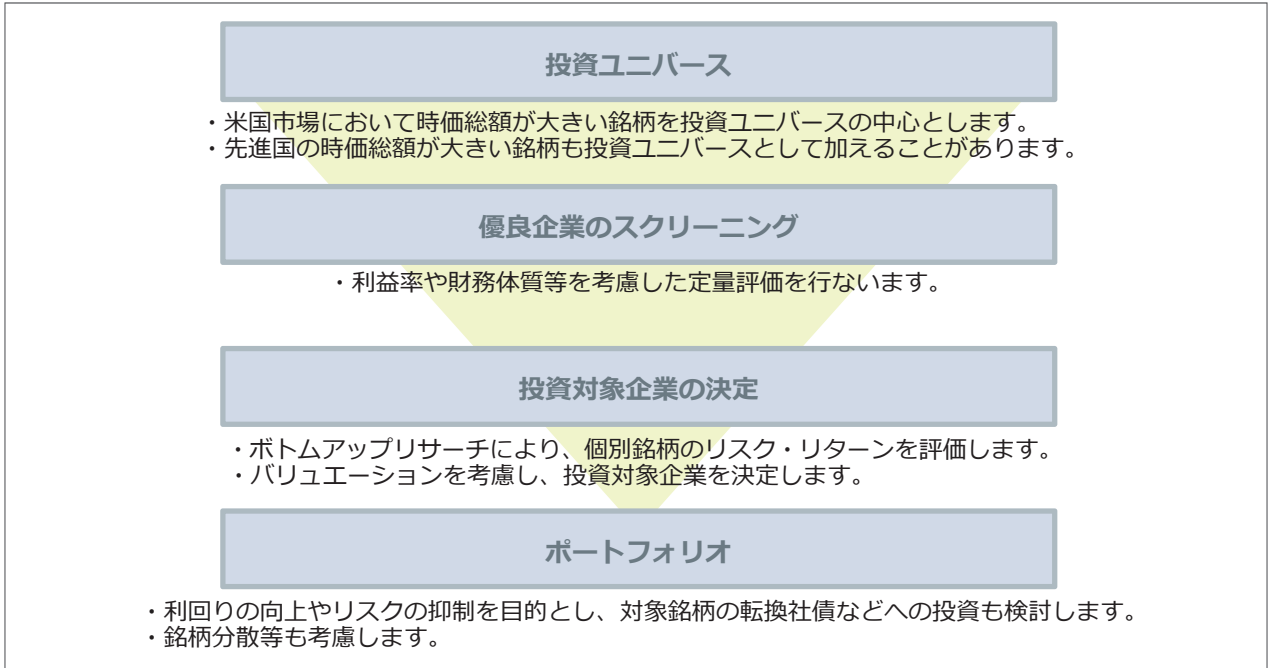 投資ユニバース
・米国市場において時価総額が大きい銘柄を投資ユニバースの中心とします。
・先進国の時価総額が大きい銘柄も投資ユニバースとして加えることがあります。
優良企業のスクリーニング
・利益率や財務体質等を考慮した定量評価を行ないます。
投資対象企業の決定
・ボトムアップリサーチにより、個別銘柄のリスク・リターンを評価します。
・バリュエーションを考慮し、投資対象企業を決定します。
ポートフォリオ
・利回りの向上やリスクの抑制を目的とし、対象銘柄の転換社債などへの投資も検討します。
・銘柄分散等も考慮します。